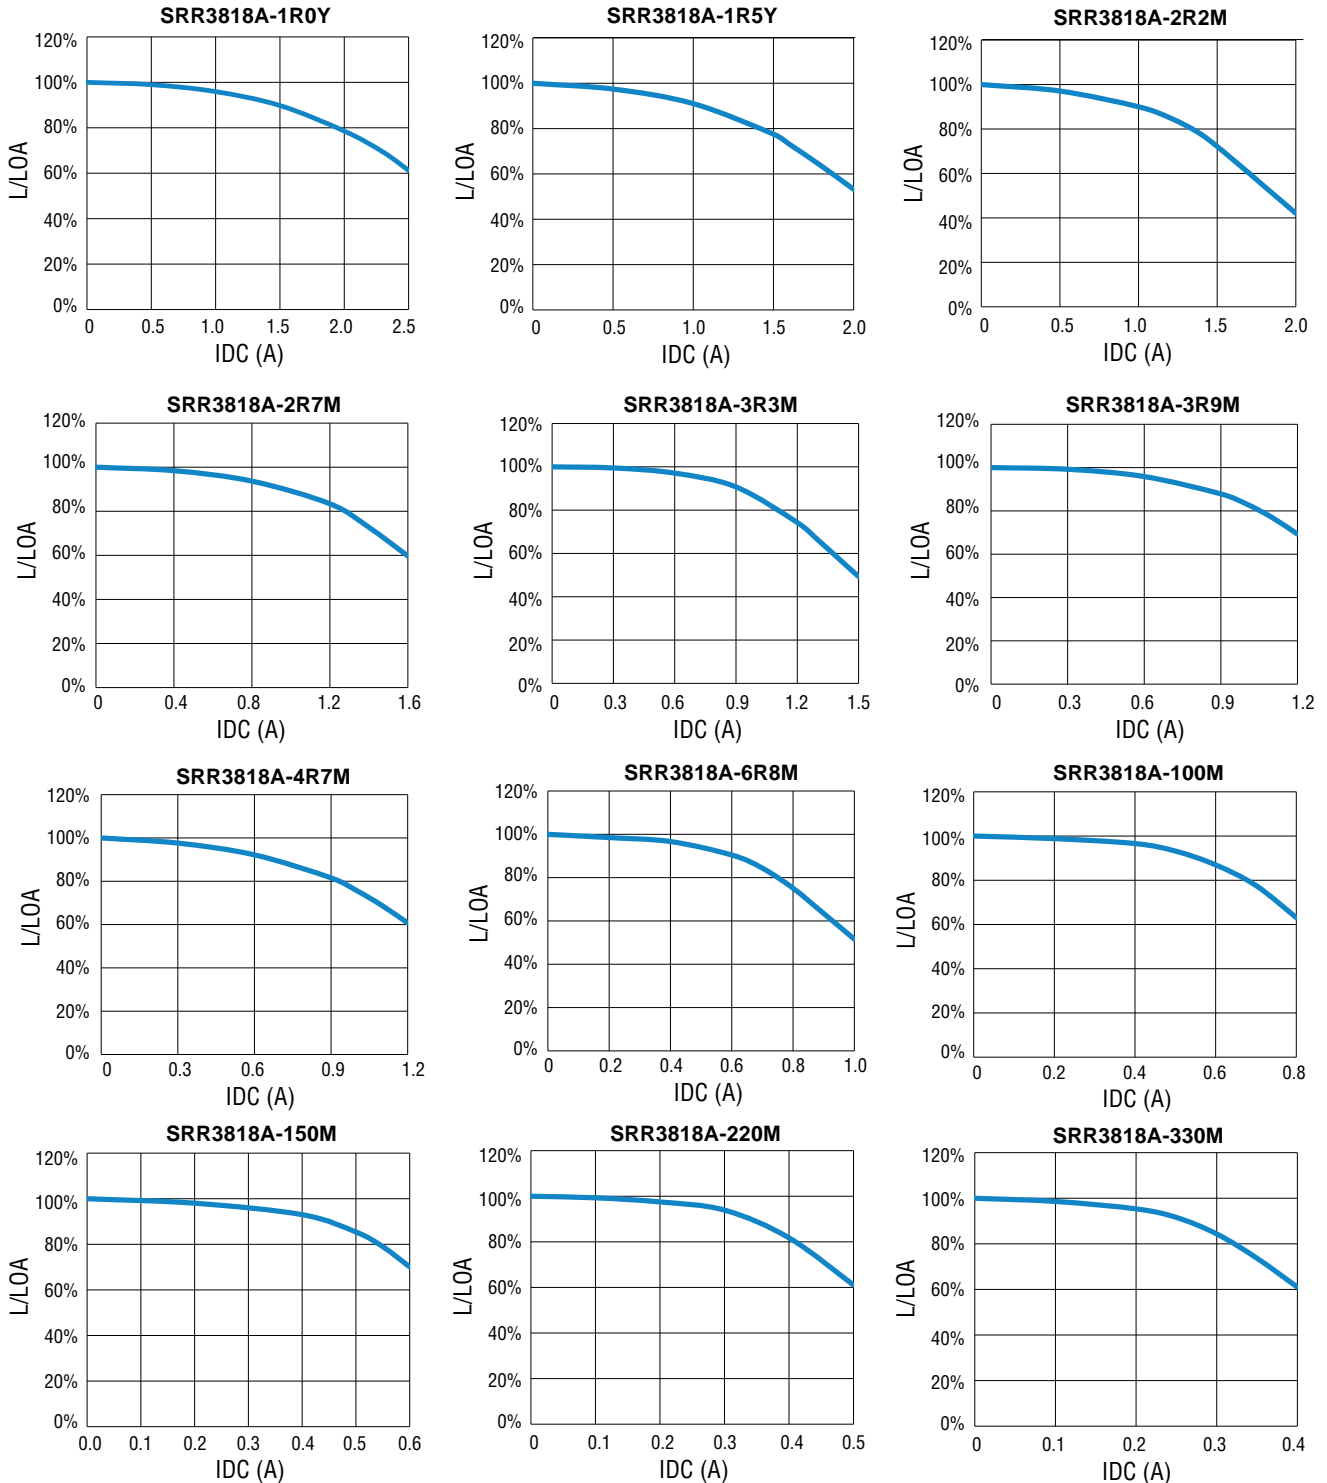 SRR3818A-1R0Y
120%
100%
80%
60%
40%
20%
0%
L/LOA
0 0.5 1.0 1.5 2.0 2.5
IDC (A)
SRR3818A-1R5Y
120%
100%
80%
60%
40%
20%
0%
L/LOA
0 0.5 1.0 1.5 2.0
IDC (A)
SRR3818A-2R2M
120%
100%
80%
60%
40%
20%
0%
L/LOA
0 0.5 1.0 1.5 2.0
IDC (A)
SRR3818A-2R7M
120%
100%
80%
60%
40%
20%
0%
L/LOA
0 0.4 0.8 1.2 1.6
IDC (A)
SRR3818A-3R3M
120%
100%
80%
60%
40%
20%
0%
L/LOA
0 0.3 0.6 0.9 1.2 1.5
IDC (A)
SRR3818A-3R9M
120%
100%
80%
60%
40%
20%
0%
L/LOA
0 0.3 0.6 0.9 1.2
IDC (A)
SRR3818A-4R7M
120%
100%
80%
60%
40%
20%
0%
L/LOA
0 0.3 0.6 0.9 1.2
IDC (A)
SRR3818A-6R8M
120%
100%
80%
60%
40%
20%
0%
L/LOA
0 0.2 0.4 0.6 0.8 1.0
IDC (A)
SRR3818A-100M
120%
100%
80%
60%
40%
20%
0%
L/LOA
0 0.2 0.4 0.6 0.8
IDC (A)
SRR3818A-150M
120%
100%
80%
60%
40%
20%
0%
L/LOA
0.0 0.1 0.2 0.3 0.4 0.5 0.6
IDC (A)
SRR3818A-220M
120%
100%
80%
60%
40%
20%
0%
L/LOA
0 0.1 0.2 0.3 0.4 0.5
IDC (A)
SRR3818A-330M
120%
100%
80%
60%
40%
20%
0%
L/LOA
0 0.1 0.2 0.3 0.4
IDC (A)